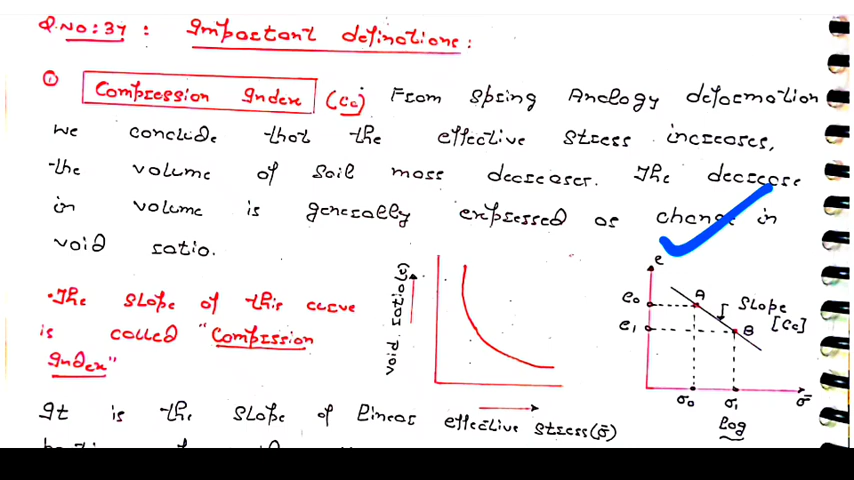 Q.NO:37 : Important definitions:
① Compression Index (Cc) From Spring Anology deformation
we conclude that the effective stress increases,
the volume of soil mass decreases. The decrease
in volume is generally expressed as change in
void ratio.
•The slope of this curve
is called "Compission
Index"
void ratio(e)
effective stress(σ̄)
e
e₀
e₁
A
B
slope
[Cc]
σ₀ σ₁ σ̄
log
It is the slope of linear